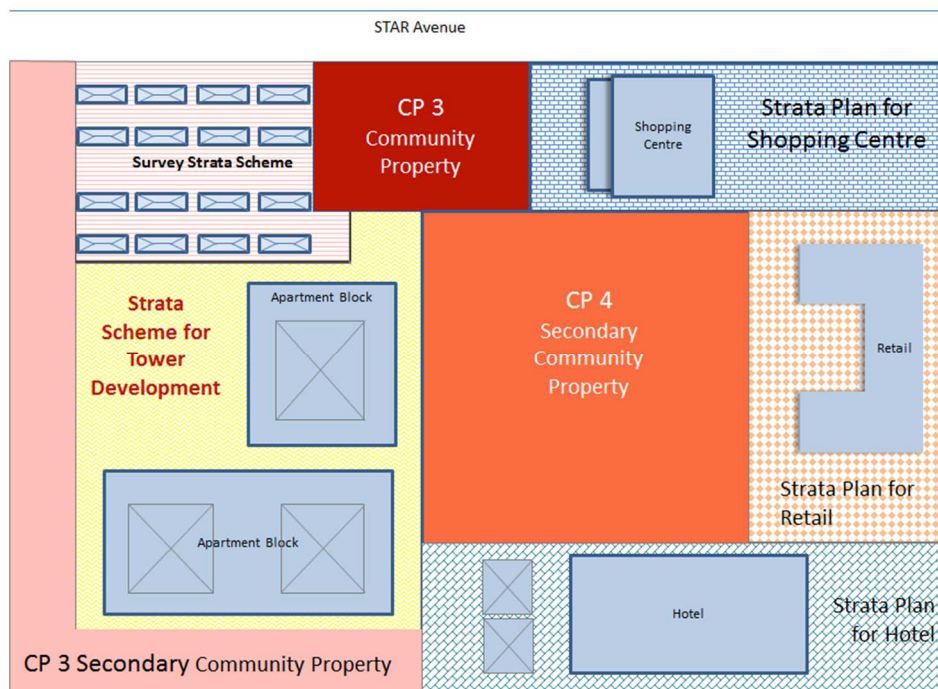 STAR Avenue
CP 3
Community
Property
Shopping
Centre
Strata Plan for
Shopping Centre
Survey Strata Scheme
Strata
Scheme for
Tower
Development
Apartment Block
CP 4
Secondary
Community
Property
Retail
Strata Plan for
Retail
Apartment Block
Hotel
Strata Plan
for Hotel
CP 3 Secondary Community Property